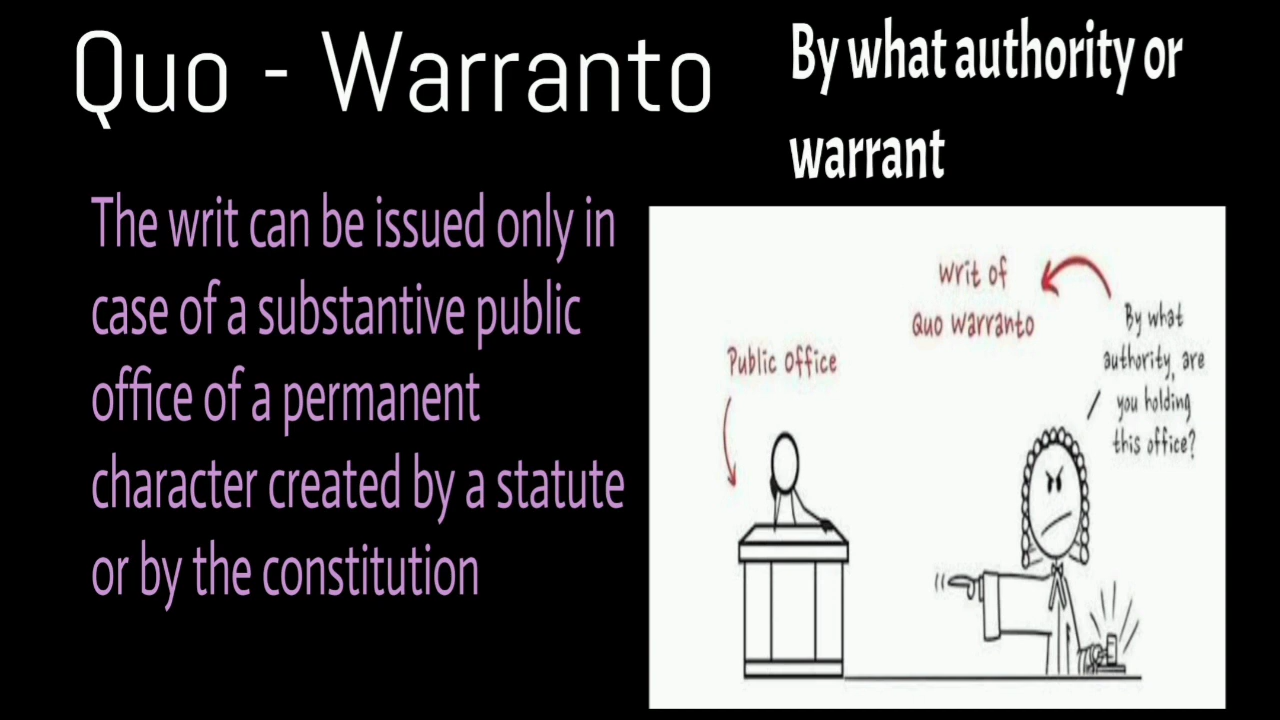 Quo - Warranto
By what authority or
warrant
The writ can be issued only in
case of a substantive public
office of a permanent
character created by a statute
or by the constitution
Writ of
Quo Warranto
Public Office
By what
authority, are
you holding
this office?